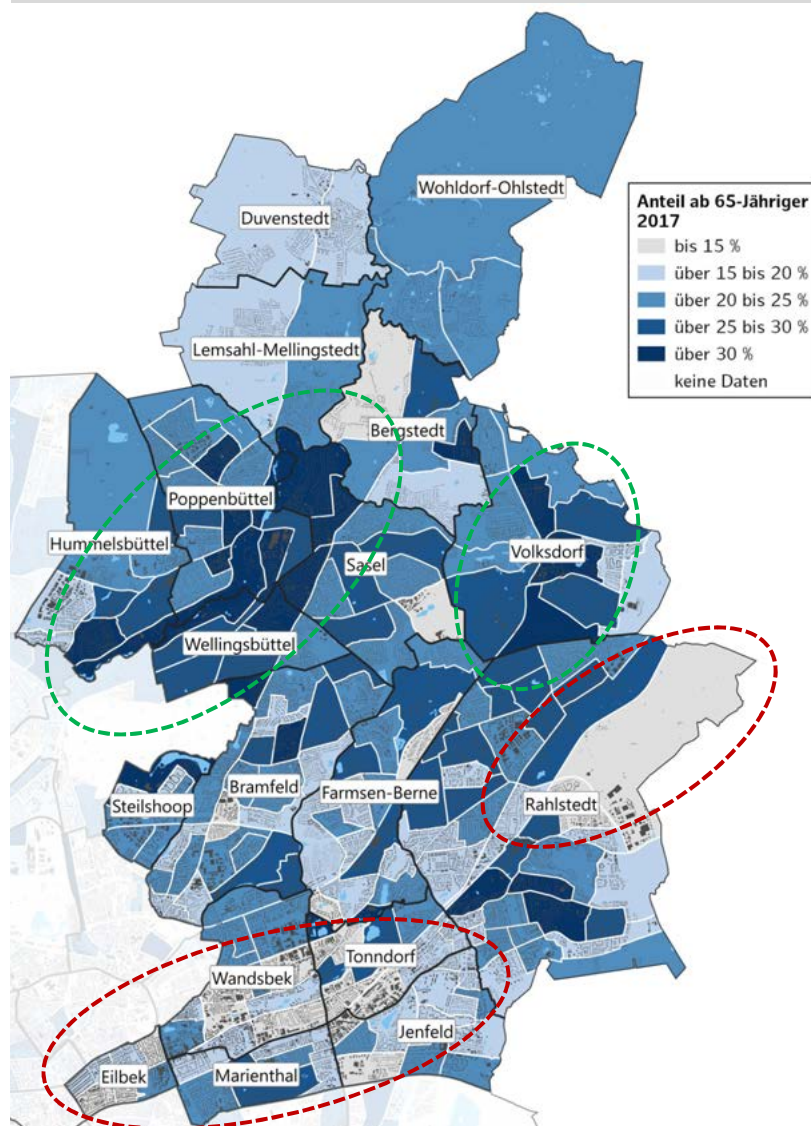 Wohldorf-Ohlstedt
Duvenstedt
Anteil ab 65-Jähriger
2017
bis 15 %
über 15 bis 20 %
über 20 bis 25 %
über 25 bis 30 %
über 30 %
keine Daten
Lemsahl-Mellingstedt
Bergstedt
Poppenbüttel
Hummelsbüttel
Volksdorf
Sasel
Wellingsbüttel
Bramfeld
Farmsen-Berne
Steilshoop
Rahlstedt
Tonndorf
Wandsbek
Jenfeld
Eilbek
Marienthal